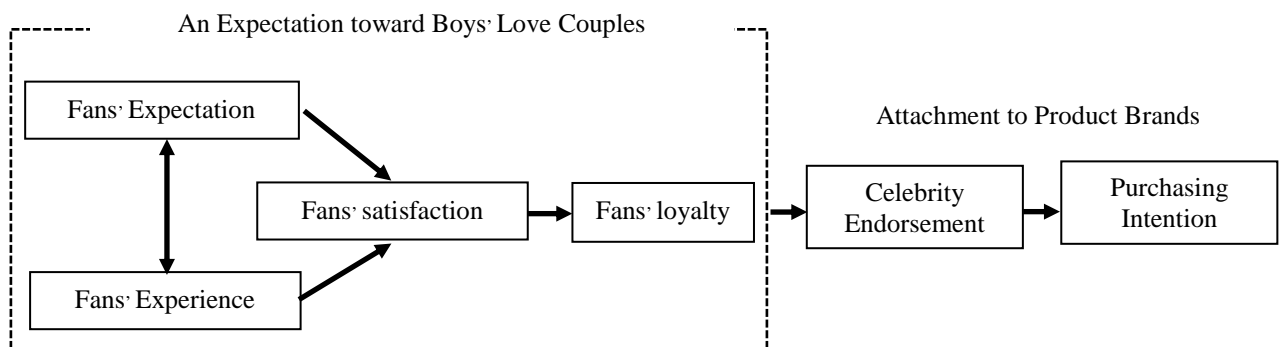 An Expectation toward Boys’ Love Couples
Fans’ Expectation
Attachment to Product Brands
Fans’ satisfaction
Fans’ loyalty
Celebrity
Endorsement
Purchasing
Intention
Fans’ Experience